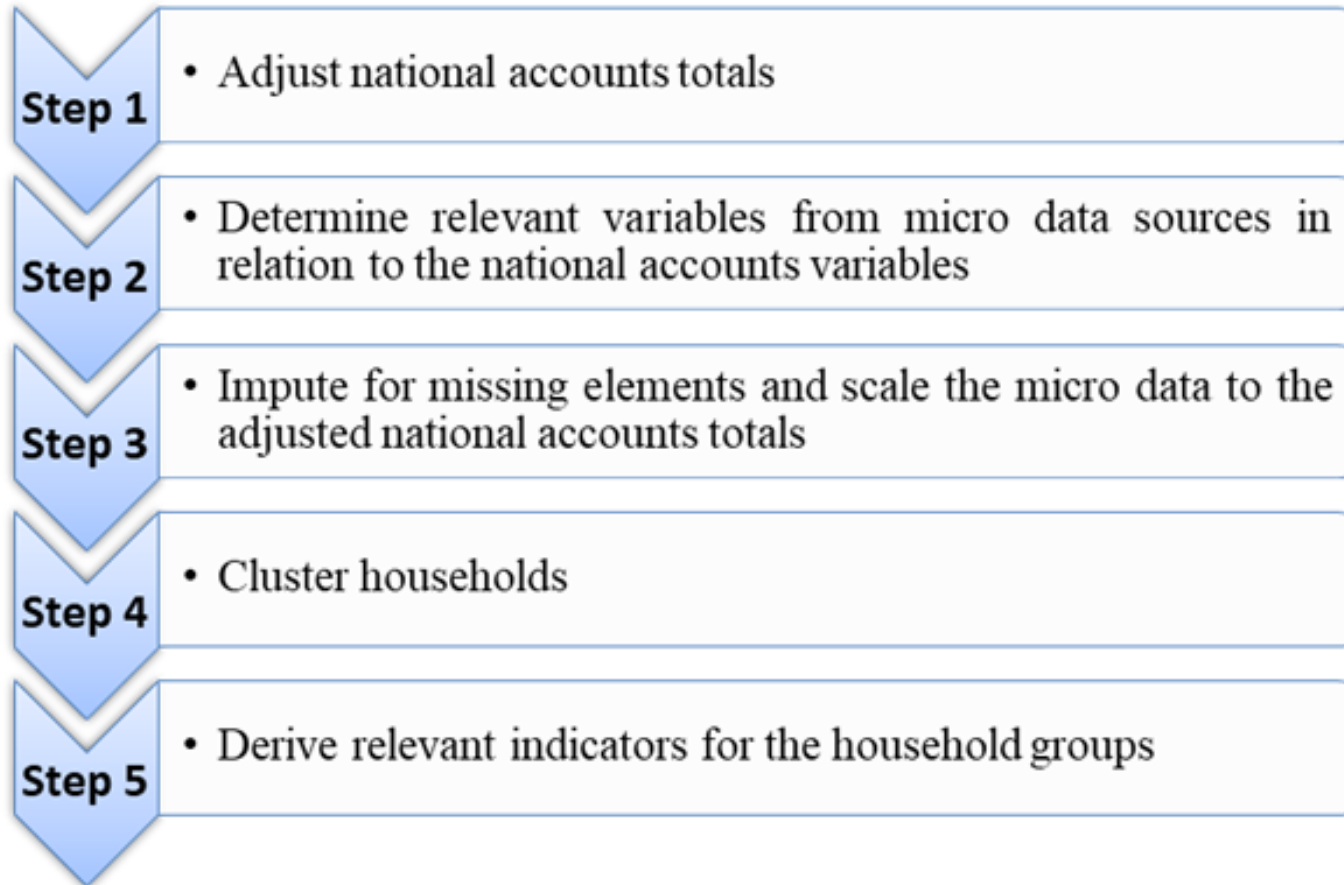 Step 1
• Adjust national accounts totals
Step 2
• Determine relevant variables from micro data sources in
relation to the national accounts variables
Step 3
• Impute for missing elements and scale the micro data to the
adjusted national accounts totals
Step 4
• Cluster households
Step 5
• Derive relevant indicators for the household groups